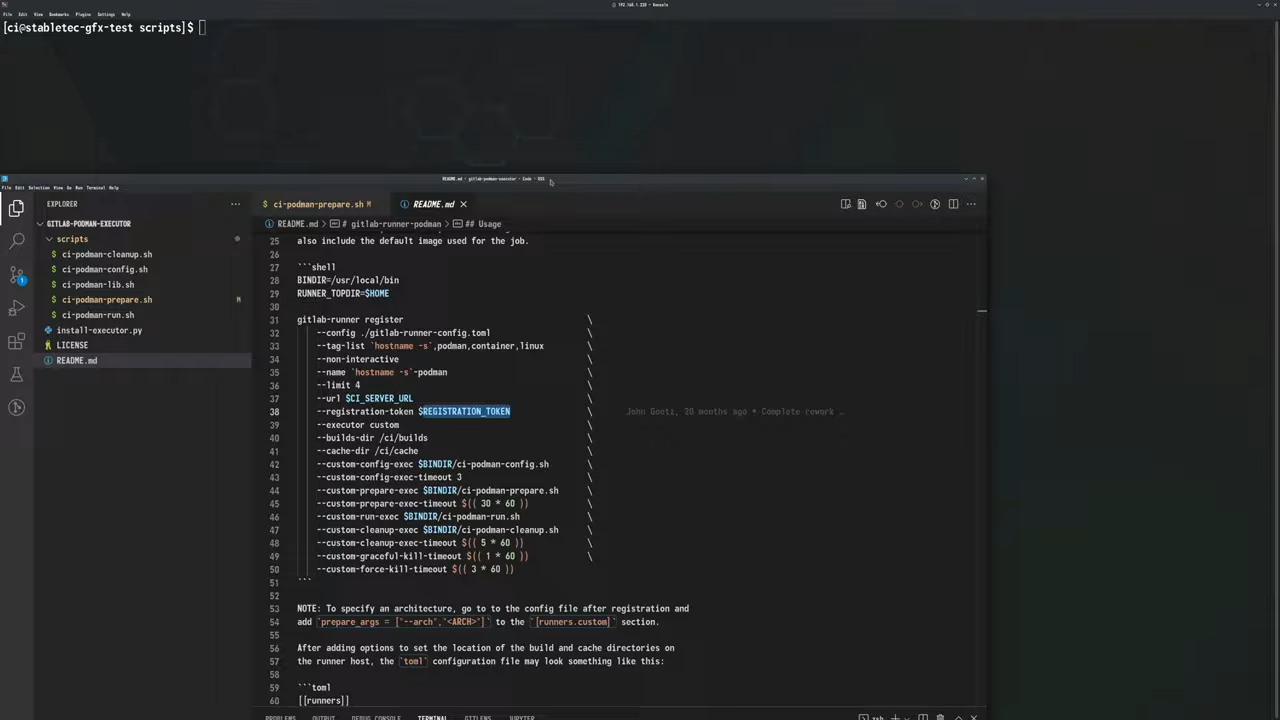 192.168.1.220 - Konsole
File Edit View Bookmarks Plugins Settings Help
[ci@stabletec-gfx-test scripts]$
README.md - gitlab-podman-executor - Code - OSS
File Edit Selection View Go Run Terminal Help
EXPLORER
GITLAB-PODMAN-EXECUTOR
scripts
ci-podman-cleanup.sh
ci-podman-config.sh
ci-podman-lib.sh
ci-podman-prepare.sh M
ci-podman-run.sh
install-executor.py
LICENSE
README.md
1
ci-podman-prepare.sh M README.md
README.md > # gitlab-runner-podman > ## Usage
25 also include the default image used for the job.
26
27 ```shell
28 BINDIR=/usr/local/bin
29 RUNNER_TOPDIR=$HOME
30
31 gitlab-runner register \
32 --config ./gitlab-runner-config.toml \
33 --tag-list `hostname -s`,podman,container,linux \
34 --non-interactive \
35 --name `hostname -s`-podman \
36 --limit 4 \
37 --url $CI_SERVER_URL \
38 --registration-token $REGISTRATION_TOKEN \ John Goetz, 20 months ago • Complete rework …
39 --executor custom \
40 --builds-dir /ci/builds \
41 --cache-dir /ci/cache \
42 --custom-config-exec $BINDIR/ci-podman-config.sh \
43 --custom-config-exec-timeout 3 \
44 --custom-prepare-exec $BINDIR/ci-podman-prepare.sh \
45 --custom-prepare-exec-timeout $(( 30 * 60 )) \
46 --custom-run-exec $BINDIR/ci-podman-run.sh \
47 --custom-cleanup-exec $BINDIR/ci-podman-cleanup.sh \
48 --custom-cleanup-exec-timeout $(( 5 * 60 )) \
49 --custom-graceful-kill-timeout $(( 1 * 60 )) \
50 --custom-force-kill-timeout $(( 3 * 60 ))
51 ```
52
53 NOTE: To specify an architecture, go to to the config file after registration and
54 add `prepare_args = ["--arch","<ARCH>"]` to the `[runners.custom]` section.
55
56 After adding options to set the location of the build and cache directories on
57 the runner host, the `toml` configuration file may look something like this:
58
59 ```toml
60 [[runners]]
PROBLEMS OUTPUT DEBUG CONSOLE TERMINAL GITLENS JUPYTER zsh